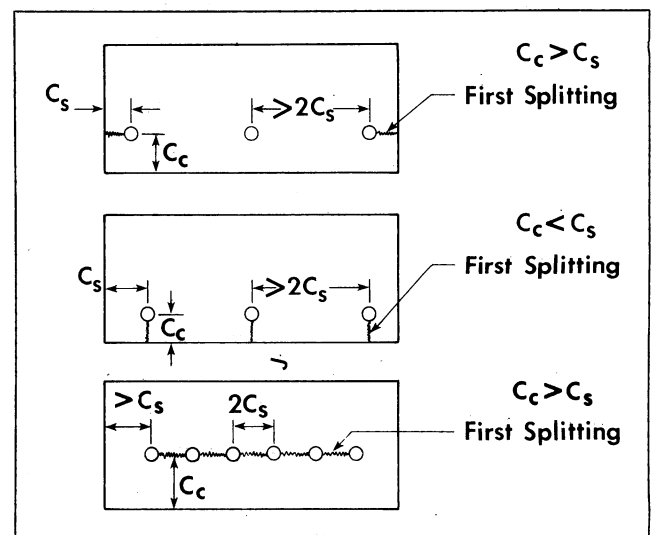 C_c > C_s
C_s
> 2C_s
First Splitting
C_c
C_c < C_s
C_s
> 2C_s
First Splitting
C_c
C_c > C_s
> C_s
2C_s
First Splitting
C_c